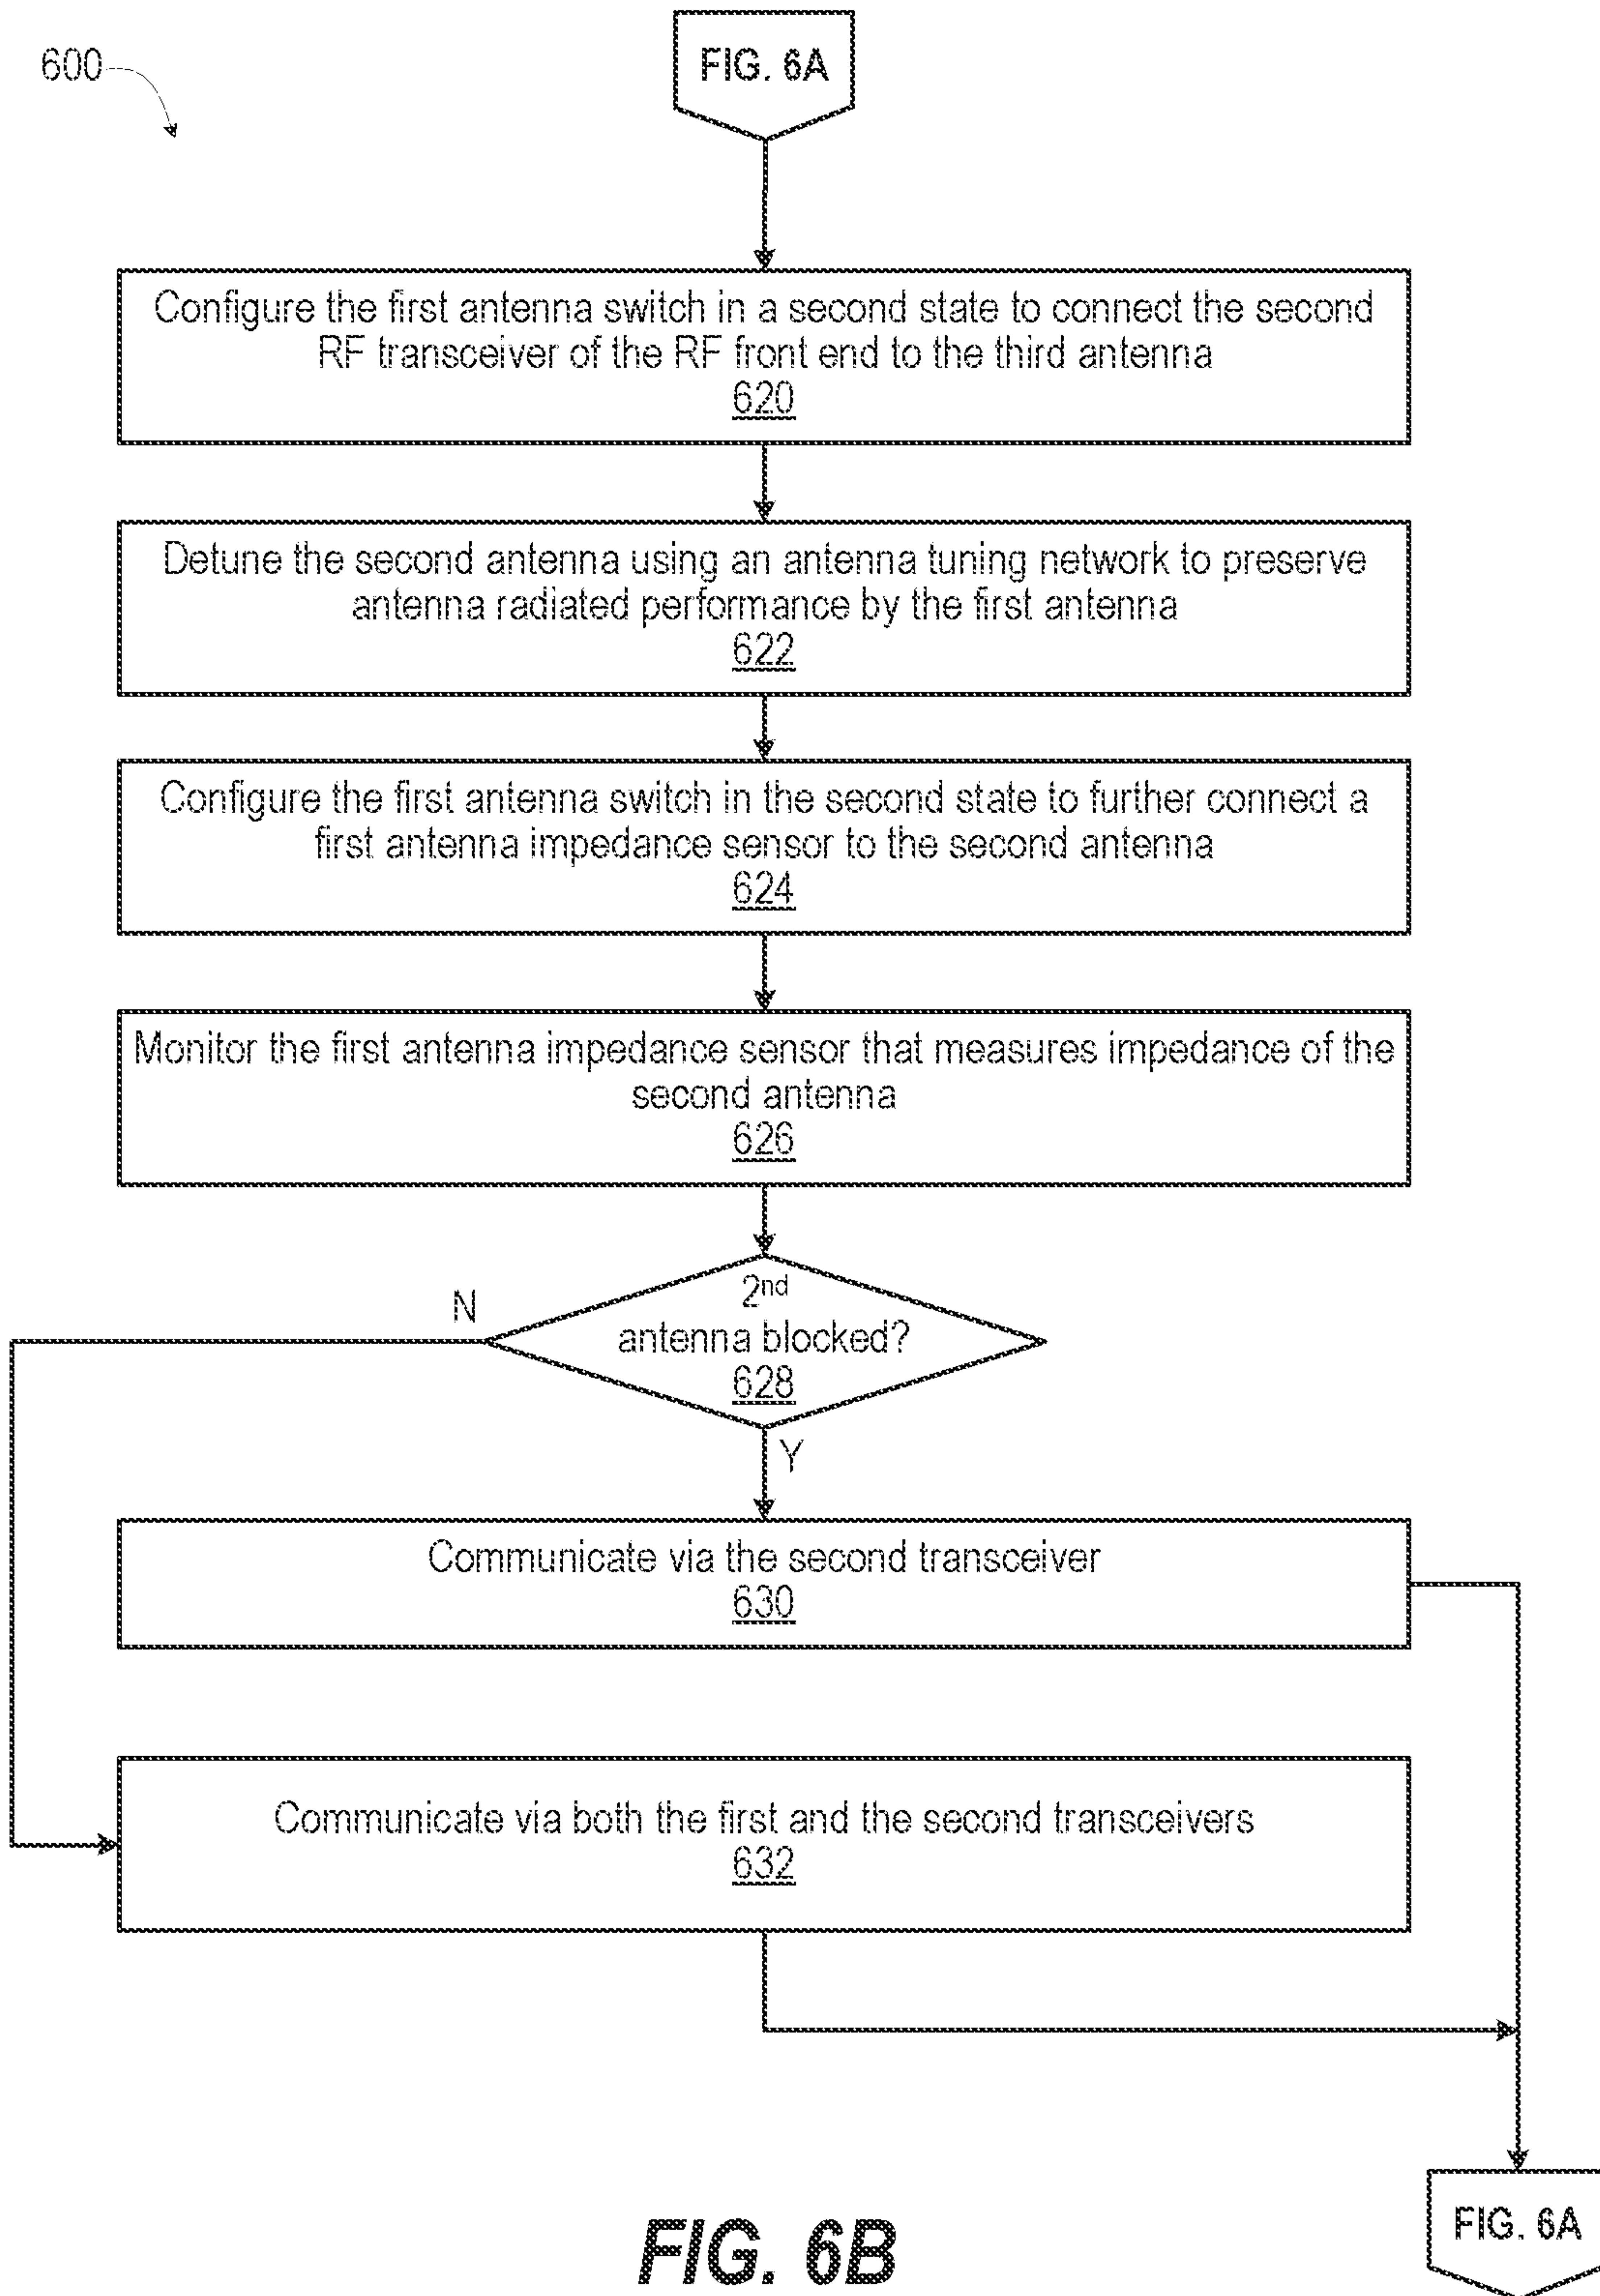 600
FIG. 6A
Configure the first antenna switch in a second state to connect the second
RF transceiver of the RF front end to the third antenna
620
Detune the second antenna using an antenna tuning network to preserve
antenna radiated performance by the first antenna
622
Configure the first antenna switch in the second state to further connect a
first antenna impedance sensor to the second antenna
624
Monitor the first antenna impedance sensor that measures impedance of the
second antenna
626
2nd
antenna blocked?
628
N
Y
Communicate via the second transceiver
630
Communicate via both the first and the second transceivers
632
FIG. 6A
FIG. 6B